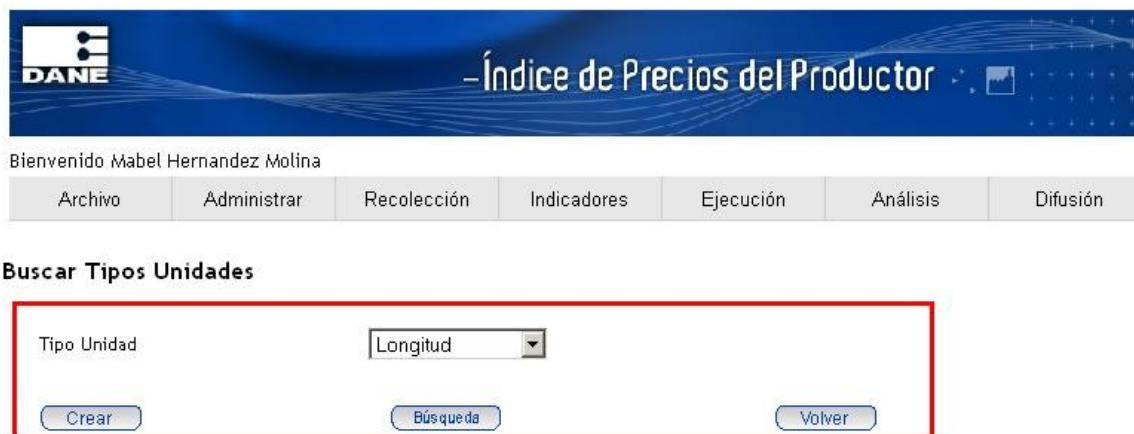 DANE
–Índice de Precios del Productor
Bienvenido Mabel Hernandez Molina
Archivo Administrar Recolección Indicadores Ejecución Análisis Difusión
Buscar Tipos Unidades
Tipo Unidad Longitud
Crear Búsqueda Volver